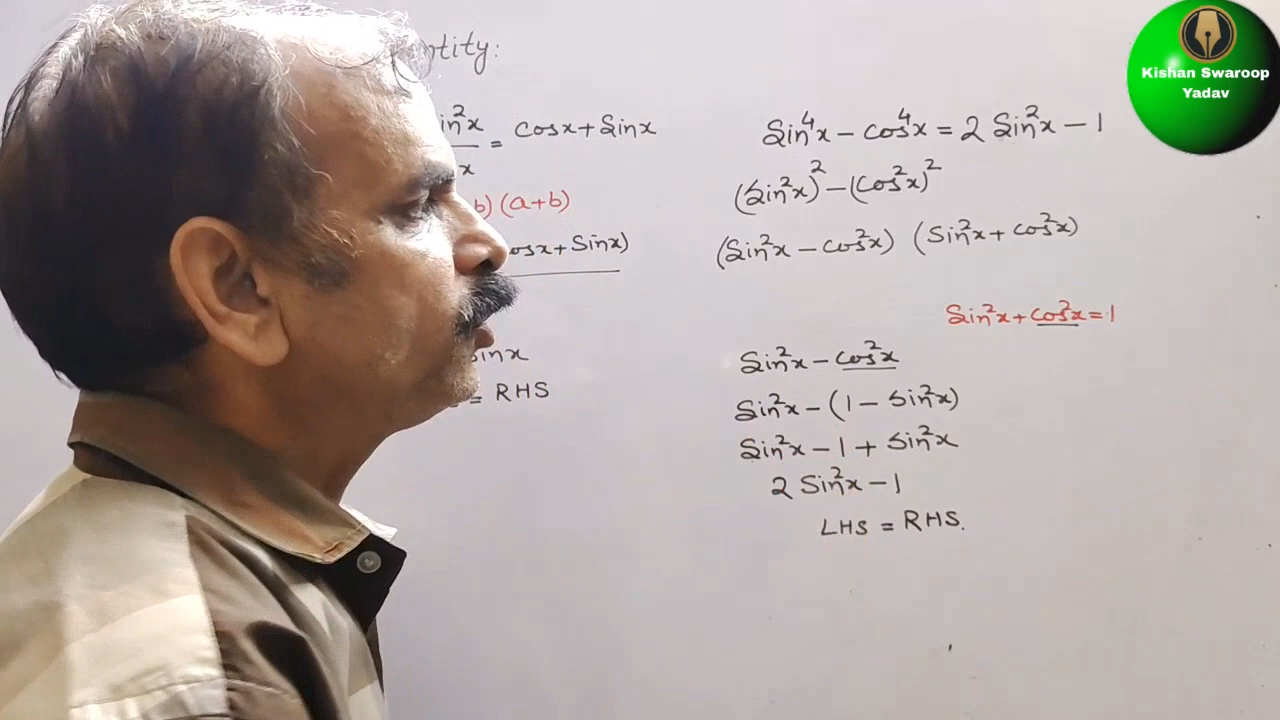 ntity:
in²x / x = cosx + Sinx
b) (a+b)
osx + Sinx)
sinx
= RHS
Sin⁴x − cos⁴x = 2 Sin²x − 1
(Sin²x)² − (cos²x)²
(Sin²x − cos²x) (Sin²x + cos²x)
Sin²x + cos²x = 1
Sin²x − cos²x
Sin²x − (1 − Sin²x)
Sin²x − 1 + Sin²x
2 Sin²x − 1
LHS = RHS.
Kishan Swaroop
Yadav